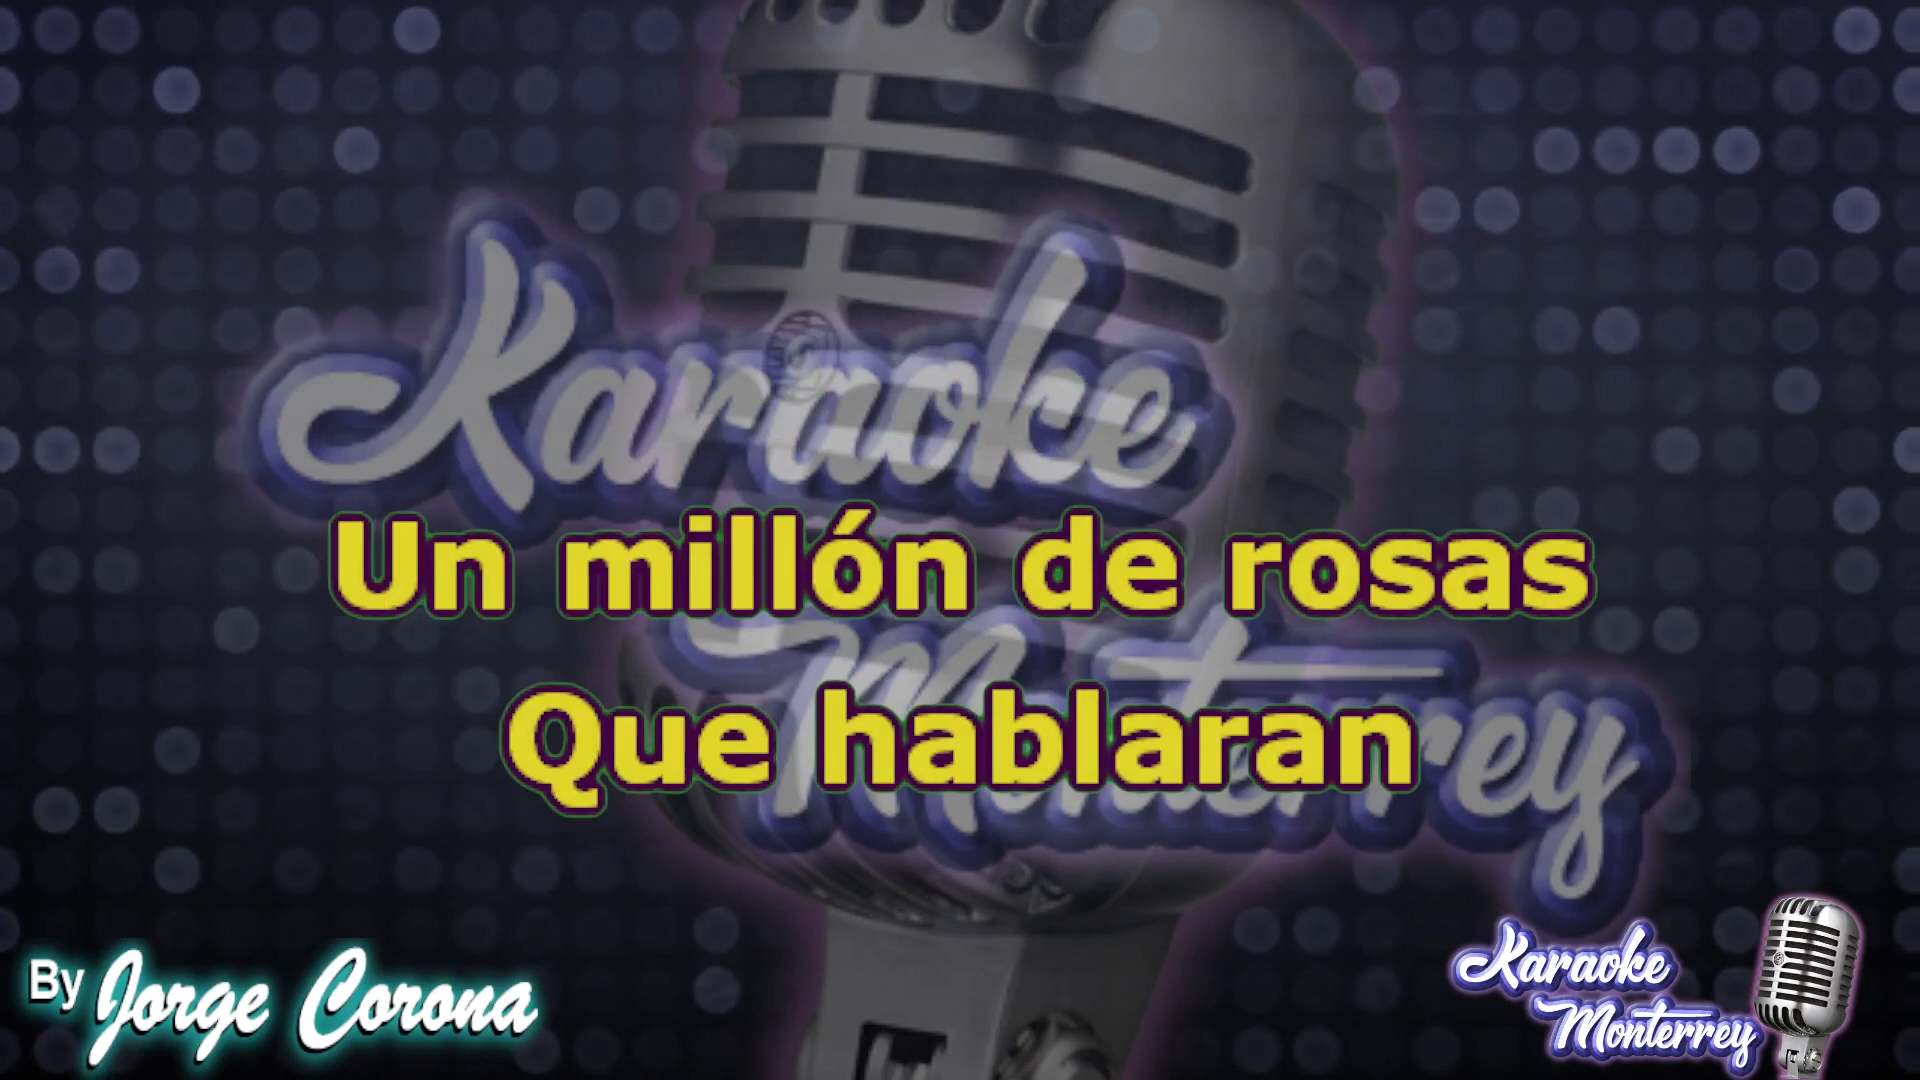 Karaoke
Un millón de rosas
Monterrey
Que hablaran
By Jorge Corona
Karaoke
Monterrey